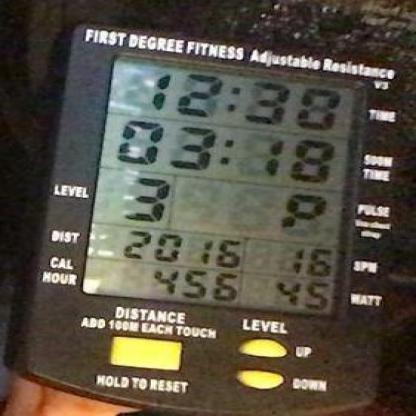 FIRST DEGREE FITNESS Adjustable Resistance
V3
12:38 TIME
03:18 500M TIME
LEVEL 3 P PULSE
DIST 2016 16 SPM
CAL HOUR 456 45 WATT
DISTANCE
ADD 100M EACH TOUCH
HOLD TO RESET
LEVEL
UP
DOWN